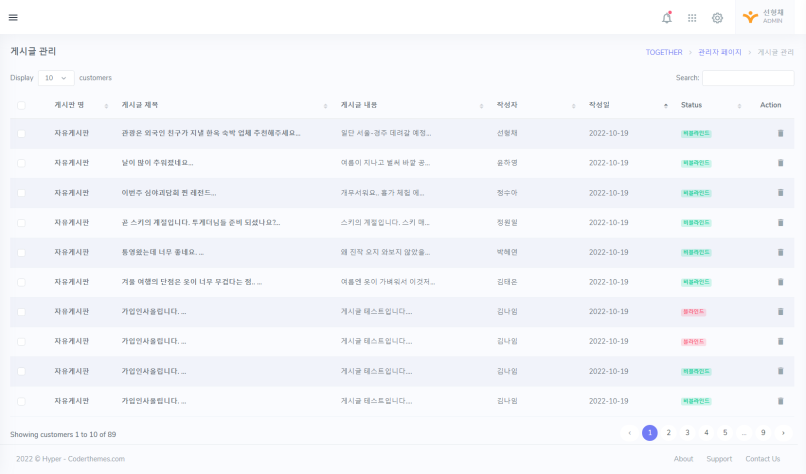 선형채
ADMIN
게시글 관리
TOGETHER > 관리자 페이지 > 게시글 관리
Display 10 customers
Search:
게시판 명 게시글 제목 게시글 내용 작성자 작성일 Status Action
자유게시판 관광온 외국인 친구가 지낼 한옥 숙박 업체 추천해주세요... 일단 서울-경주 데려갈 예정... 선형채 2022-10-19 비블라인드
자유게시판 날이 많이 추워졌네요... 여름이 지나고 벌써 바깥 공... 윤하영 2022-10-19 비블라인드
자유게시판 이번주 심야괴담회 찐 레전드... 개무서워요.. 흉가 체험 얘... 정수아 2022-10-19 비블라인드
자유게시판 곧 스키의 계절입니다. 투게더님들 준비 되셨나요?... 스키의 계절입니다. 스키 매... 정원일 2022-10-19 비블라인드
자유게시판 통영왔는데 너무 좋네요. ... 왜 진작 오지 와보지 않았을... 박혜연 2022-10-19 비블라인드
자유게시판 겨울 여행의 단점은 옷이 너무 무겁다는 점.. ... 여름엔 옷이 가벼워서 이것저... 김태은 2022-10-19 비블라인드
자유게시판 가입인사올립니다. ... 게시글 테스트입니다.... 김나임 2022-10-19 블라인드
자유게시판 가입인사올립니다. ... 게시글 테스트입니다.... 김나임 2022-10-19 블라인드
자유게시판 가입인사올립니다. ... 게시글 테스트입니다.... 김나임 2022-10-19 비블라인드
자유게시판 가입인사올립니다. ... 게시글 테스트입니다.... 김나임 2022-10-19 비블라인드
Showing customers 1 to 10 of 89
‹ 1 2 3 4 5 ... 9 ›
2022 © Hyper - Coderthemes.com
About Support Contact Us